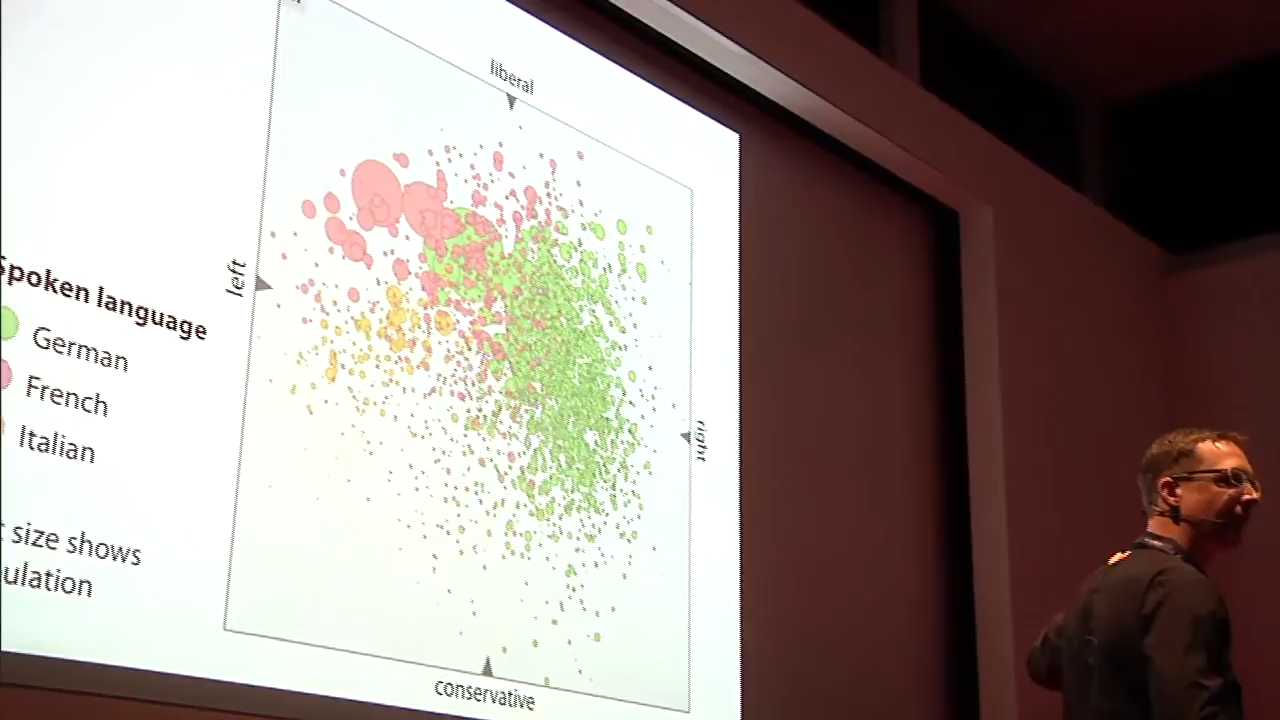 liberal
left
Spoken language
German
French
Italian
right
size shows
ulation
conservative